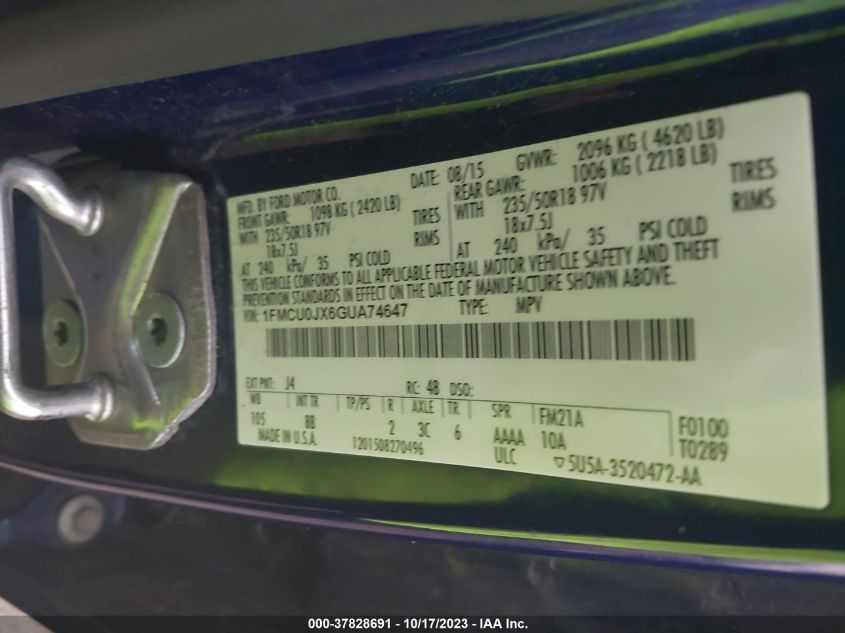 MFD. BY FORD MOTOR CO.
DATE: 08/15 GVWR: 2096 KG ( 4620 LB)
FRONT GAWR: 1098 KG ( 2420 LB) REAR GAWR: 1006 KG ( 2218 LB)
WITH 235/50R18 97V TIRES WITH 235/50R18 97V TIRES
18x7.5J RIMS 18x7.5J RIMS
AT 240 kPa/ 35 PSI COLD AT 240 kPa/ 35 PSI COLD
THIS VEHICLE CONFORMS TO ALL APPLICABLE FEDERAL MOTOR VEHICLE SAFETY AND THEFT
PREVENTION STANDARDS IN EFFECT ON THE DATE OF MANUFACTURE SHOWN ABOVE.
VIN: 1FMCU0JX6GUA74647 TYPE: MPV
EXT PNT: J4 RC: 48 DSO:
WB INT TR TP/PS R AXLE TR SPR FM21A F0100
105 BB 2 3C 6 AAAA 10A T0289
MADE IN U.S.A. 1201508270496 ULC ▽5U5A-3520472-AA
000-37828691 - 10/17/2023 - IAA Inc.